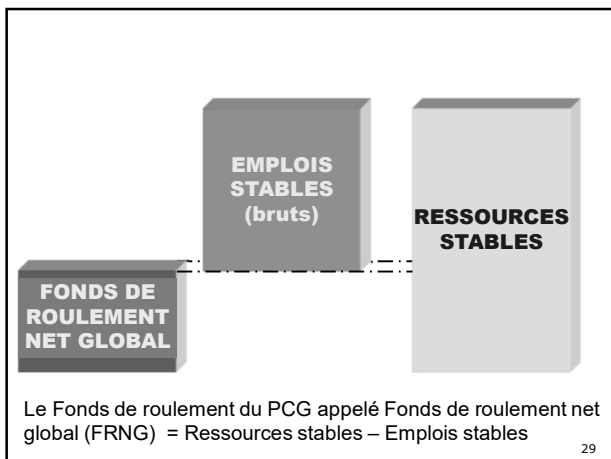 EMPLOIS
STABLES
(bruts)
RESSOURCES
STABLES
FONDS DE
ROULEMENT
NET GLOBAL
Le Fonds de roulement du PCG appelé Fonds de roulement net
global (FRNG) = Ressources stables – Emplois stables
29